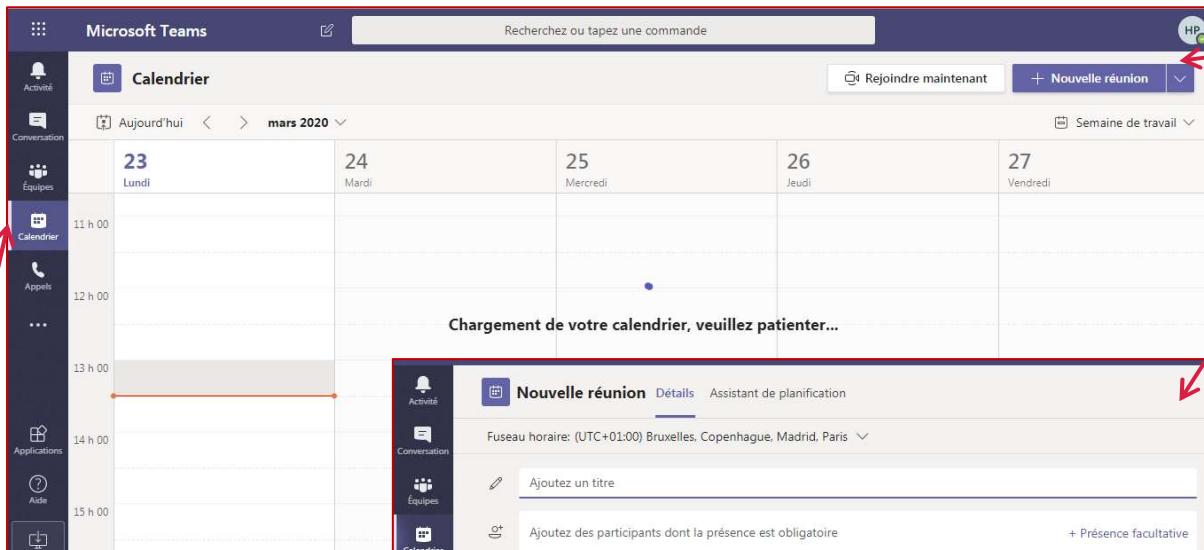 Microsoft Teams
Recherchez ou tapez une commande
HP
Activité
Calendrier
Rejoindre maintenant
+ Nouvelle réunion
Conversation
Aujourd'hui < > mars 2020
Semaine de travail
Équipes
23
Lundi
24
Mardi
25
Mercredi
26
Jeudi
27
Vendredi
Calendrier
11 h 00
Appels
12 h 00
Chargement de votre calendrier, veuillez patienter...
13 h 00
Applications
14 h 00
Aide
15 h 00
Activité
Nouvelle réunion Détails Assistant de planification
Conversation
Fuseau horaire: (UTC+01:00) Bruxelles, Copenhague, Madrid, Paris
Équipes
Ajoutez un titre
Calendrier
Ajoutez des participants dont la présence est obligatoire
+ Présence facultative